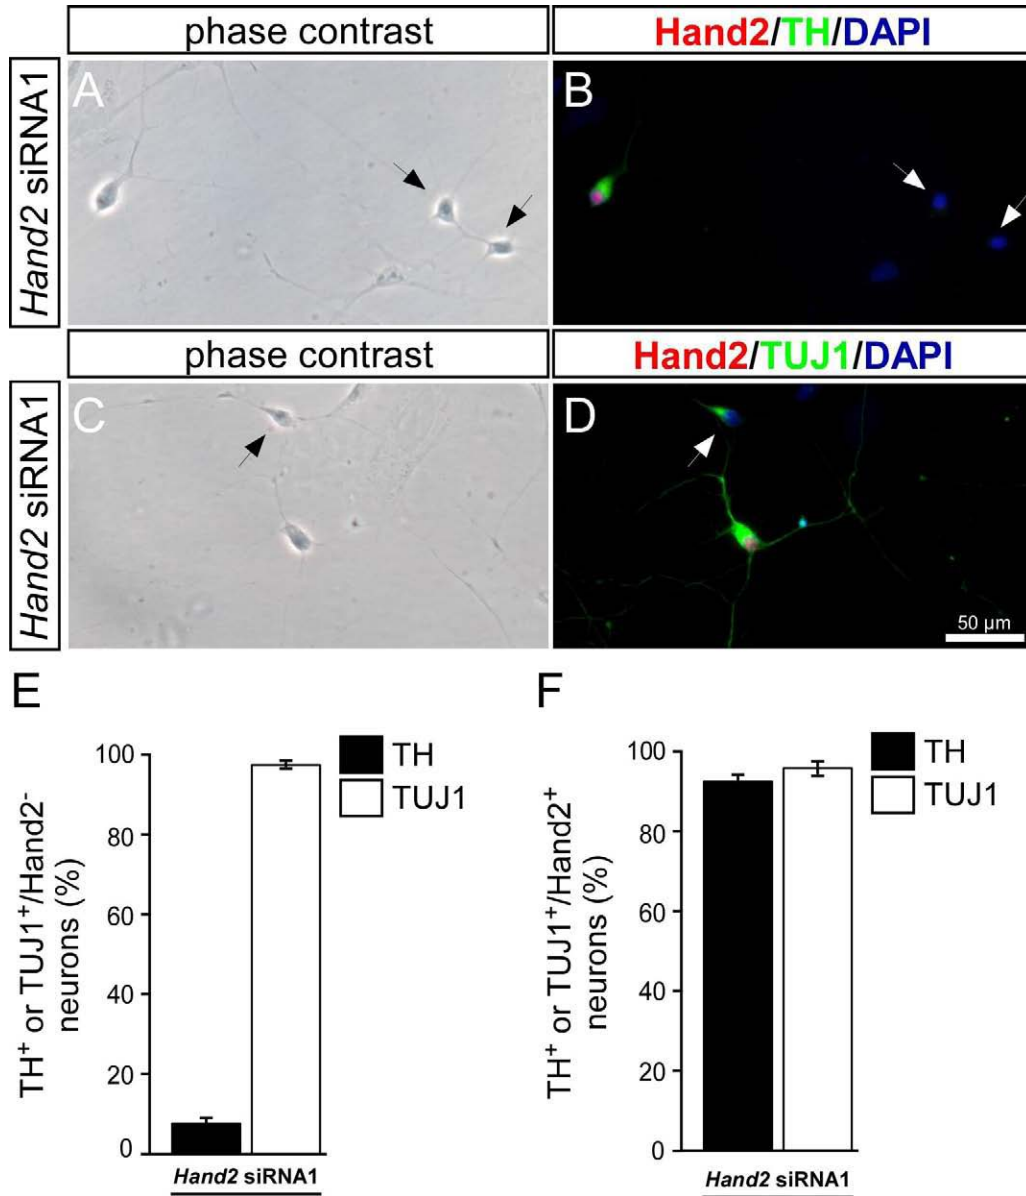 phase contrast
Hand2/TH/DAPI
Hand2 siRNA1
A
B
phase contrast
Hand2/TUJ1/DAPI
Hand2 siRNA1
C
D
50 µm
E
TH⁺ or TUJ1⁺/Hand2⁻
neurons (%)
100
80
60
40
20
0
TH
TUJ1
Hand2 siRNA1
F
TH⁺ or TUJ1⁺/Hand2⁺
neurons (%)
100
80
60
40
20
0
TH
TUJ1
Hand2 siRNA1